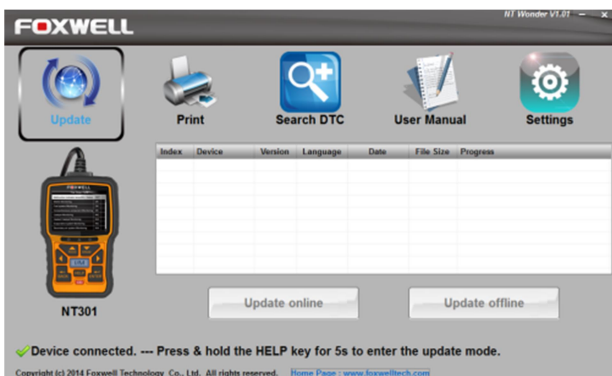 NT Wonder V1.01
FOXWELL
Update
Print
Search DTC
User Manual
Settings
Index Device Version Language Date File Size Progress
FOXWELL
NT301
Update online
Update offline
Device connected. --- Press & hold the HELP key for 5s to enter the update mode.
Copyright (c) 2014 Foxwell Technology Co., Ltd. All rights reserved. Home Page : www.foxwelltech.com